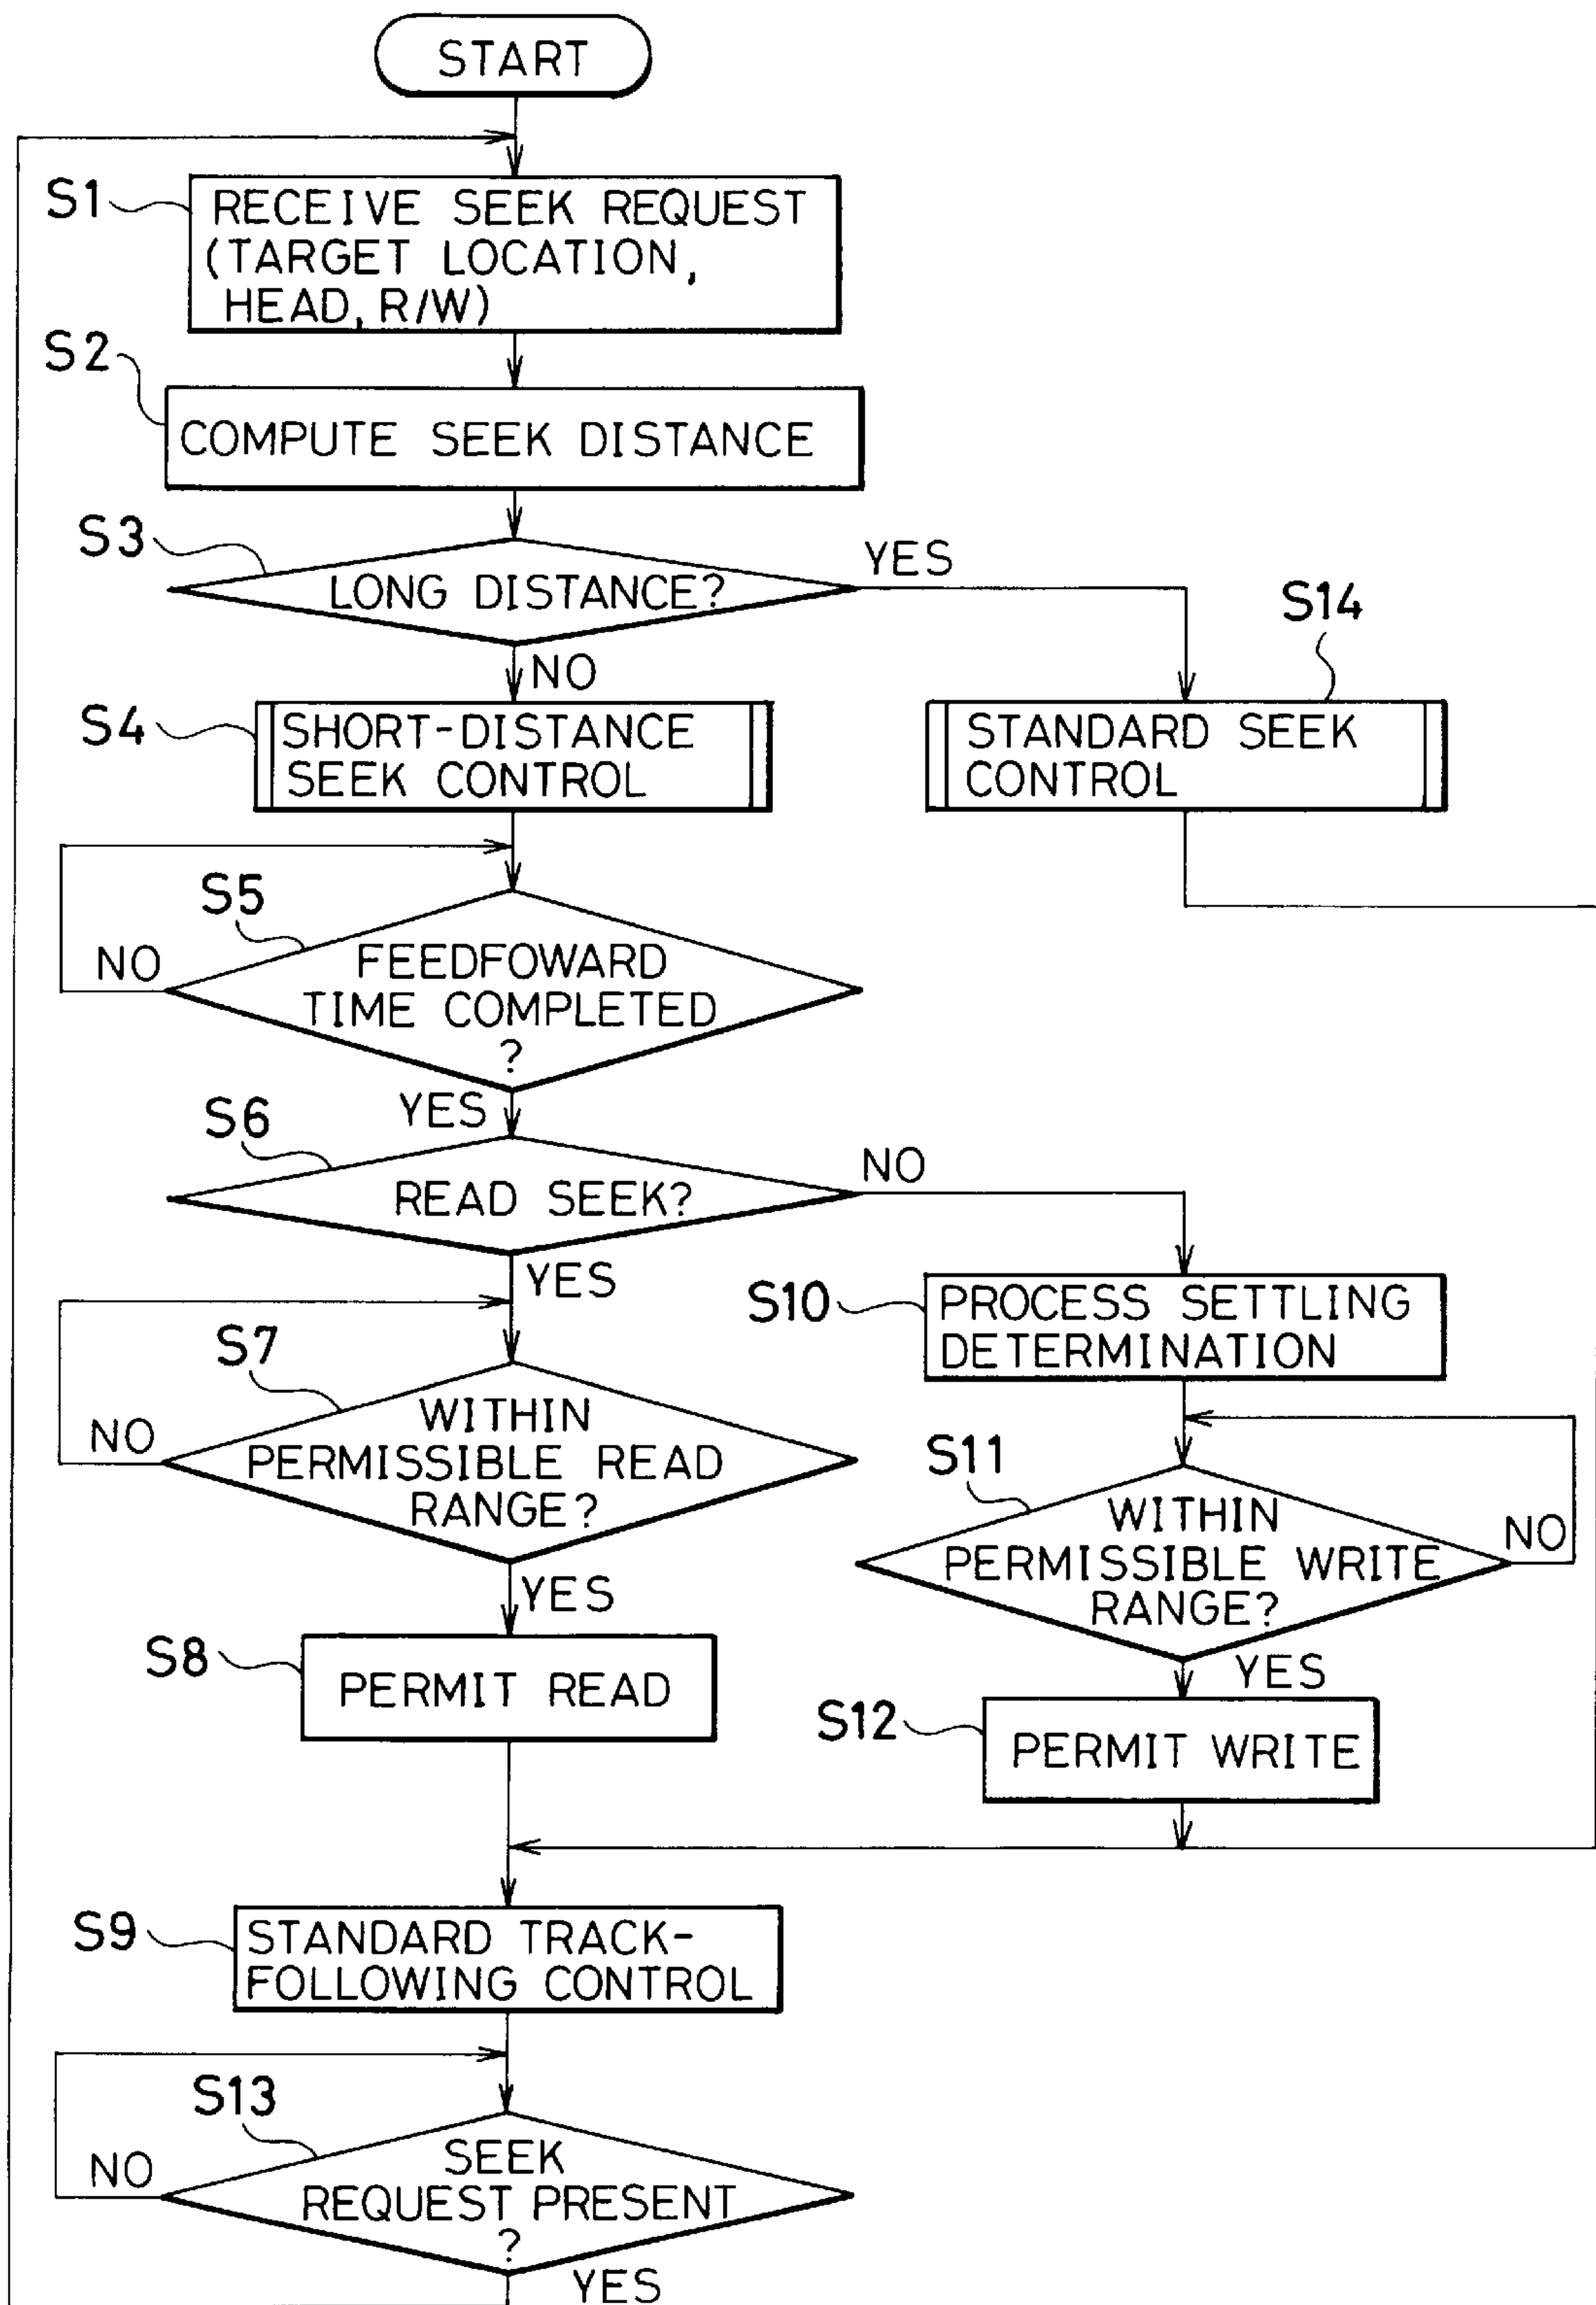 START
S1
RECEIVE SEEK REQUEST
(TARGET LOCATION,
HEAD, R/W)
S2
COMPUTE SEEK DISTANCE
S3
LONG DISTANCE?
YES
NO
S14
S4
SHORT-DISTANCE
SEEK CONTROL
STANDARD SEEK
CONTROL
S5
NO
FEEDFOWARD
TIME COMPLETED
?
YES
S6
READ SEEK?
NO
YES
S10
PROCESS SETTLING
DETERMINATION
S7
NO
WITHIN
PERMISSIBLE READ
RANGE?
YES
S11
WITHIN
PERMISSIBLE WRITE
RANGE?
NO
YES
S8
PERMIT READ
S12
PERMIT WRITE
S9
STANDARD TRACK-
FOLLOWING CONTROL
S13
NO
SEEK
REQUEST PRESENT
?
YES